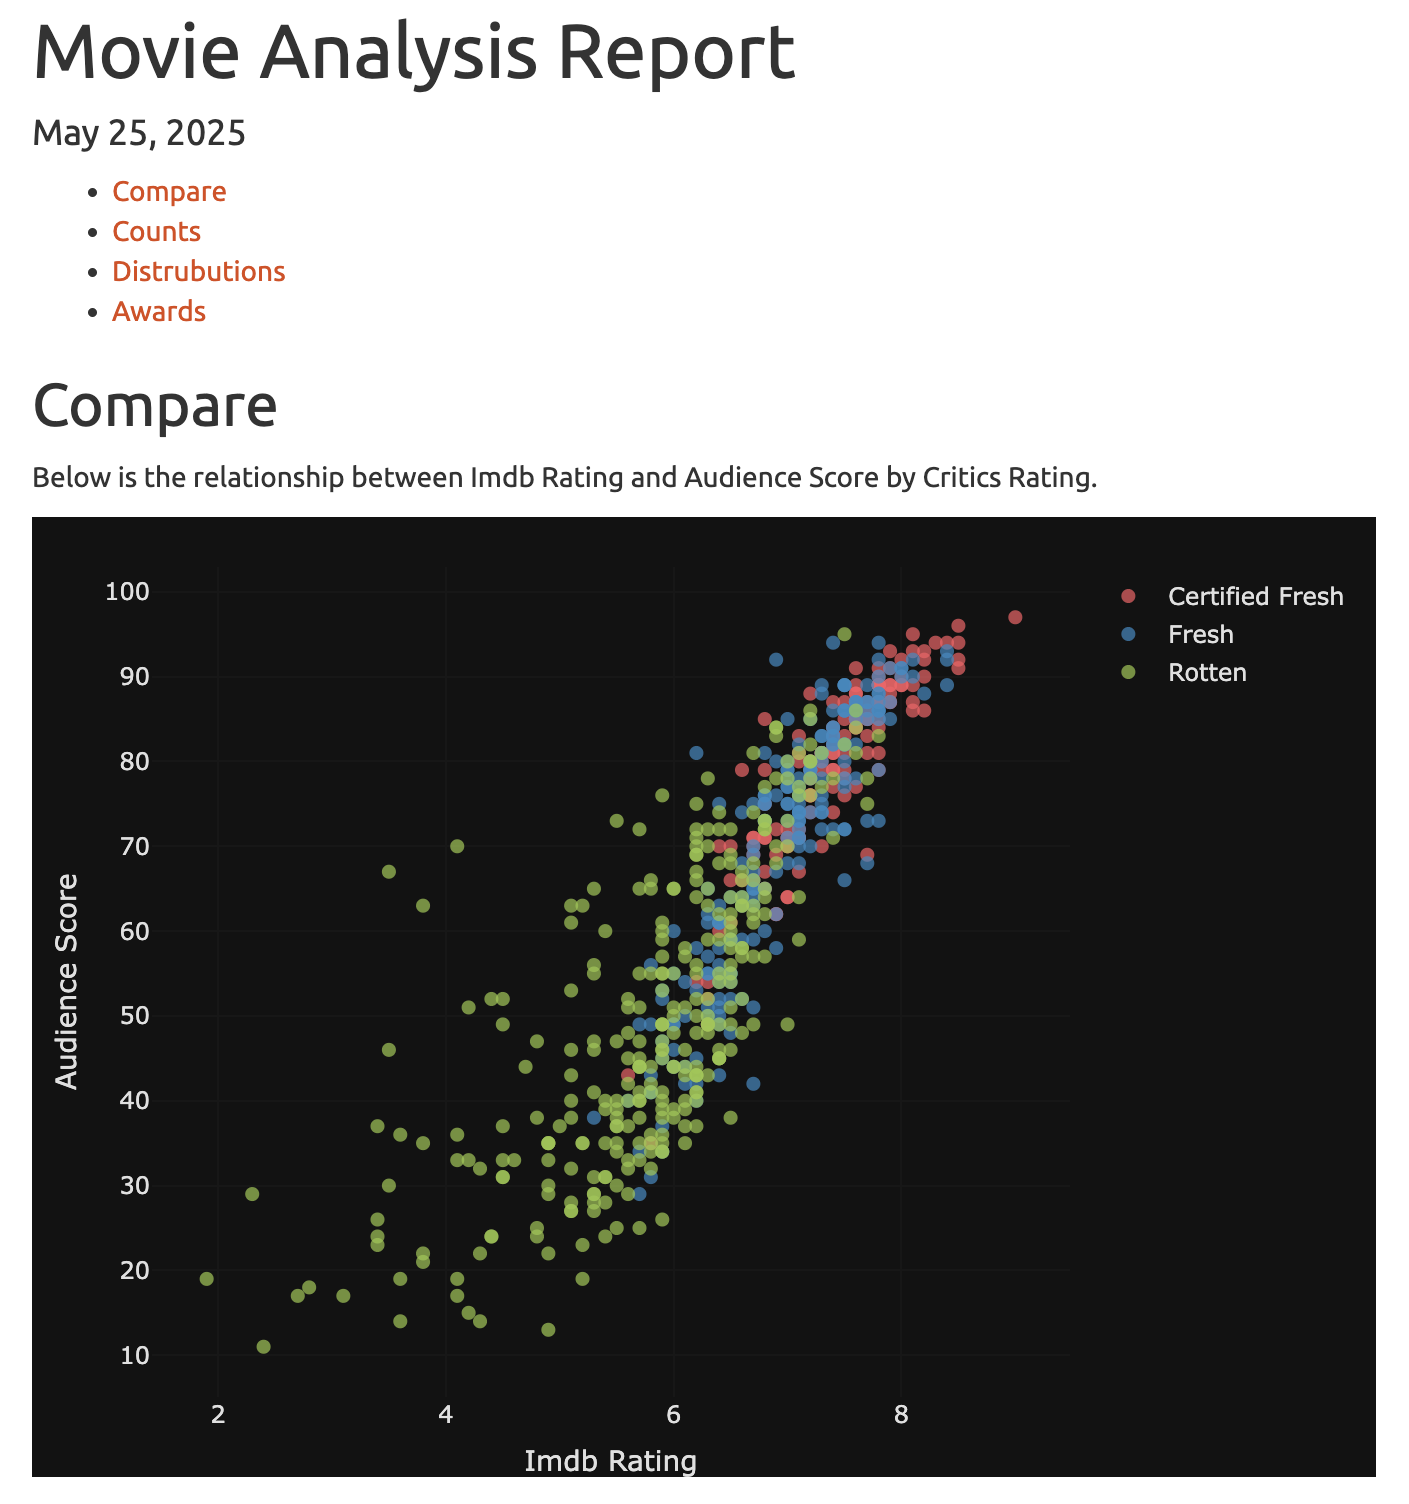 Movie Analysis Report
May 25, 2025
Compare
Counts
Distrubutions
Awards
Compare
Below is the relationship between Imdb Rating and Audience Score by Critics Rating.
100
90
80
70
60
50
40
30
20
10
Audience Score
2 4 6 8
Imdb Rating
Certified Fresh
Fresh
Rotten